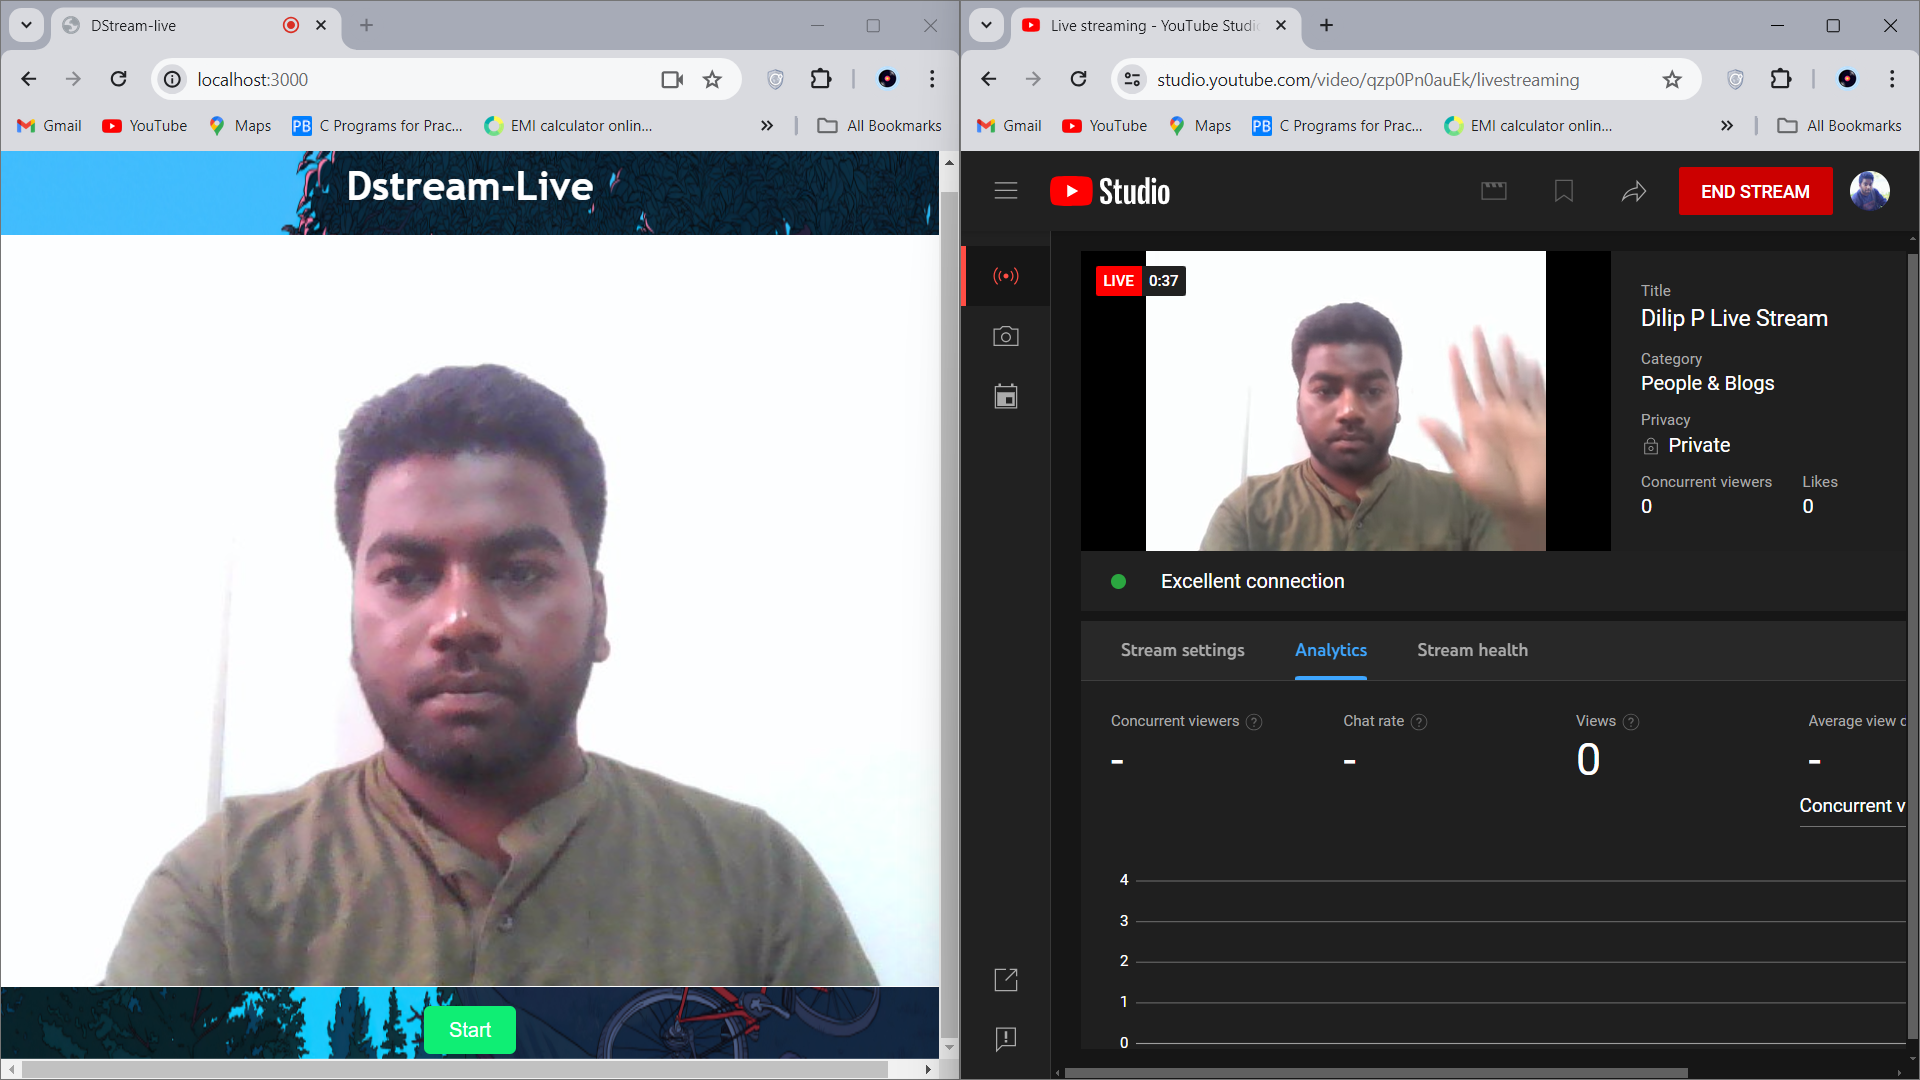 DStream-live
localhost:3000
Gmail
YouTube
Maps
PB
C Programs for Prac...
EMI calculator onlin...
»
All Bookmarks
Dstream-Live
Start
Live streaming - YouTube Studio
studio.youtube.com/video/qzp0Pn0auEk/livestreaming
Gmail
YouTube
Maps
PB
C Programs for Prac...
EMI calculator onlin...
»
All Bookmarks
Studio
END STREAM
LIVE 0:37
Title
Dilip P Live Stream
Category
People & Blogs
Privacy
Private
Concurrent viewers Likes
0 0
Excellent connection
Stream settings Analytics Stream health
Concurrent viewers ? Chat rate ? Views ? Average view
- - 0 -
Concurrent
4
3
2
1
0